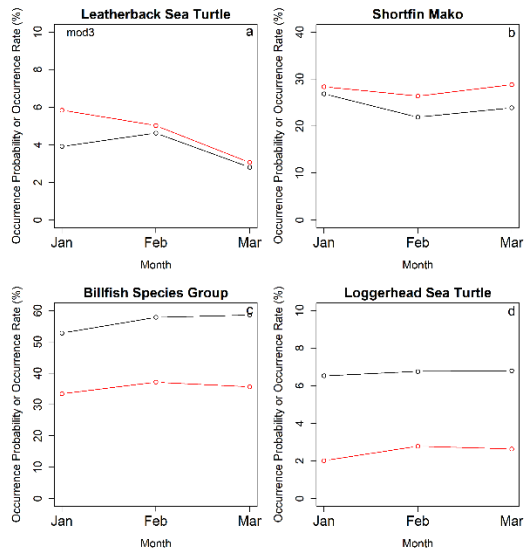 Leatherback Sea Turtle
mod3
a
Occurrence Probability or Occurrence Rate (%)
10
8
6
4
2
0
Jan Feb Mar
Month
Shortfin Mako
b
Occurrence Probability or Occurrence Rate (%)
40
30
20
10
0
Jan Feb Mar
Month
Billfish Species Group
c
Occurrence Probability or Occurrence Rate (%)
60
50
40
30
20
10
0
Jan Feb Mar
Month
Loggerhead Sea Turtle
d
Occurrence Probability or Occurrence Rate (%)
10
8
6
4
2
0
Jan Feb Mar
Month